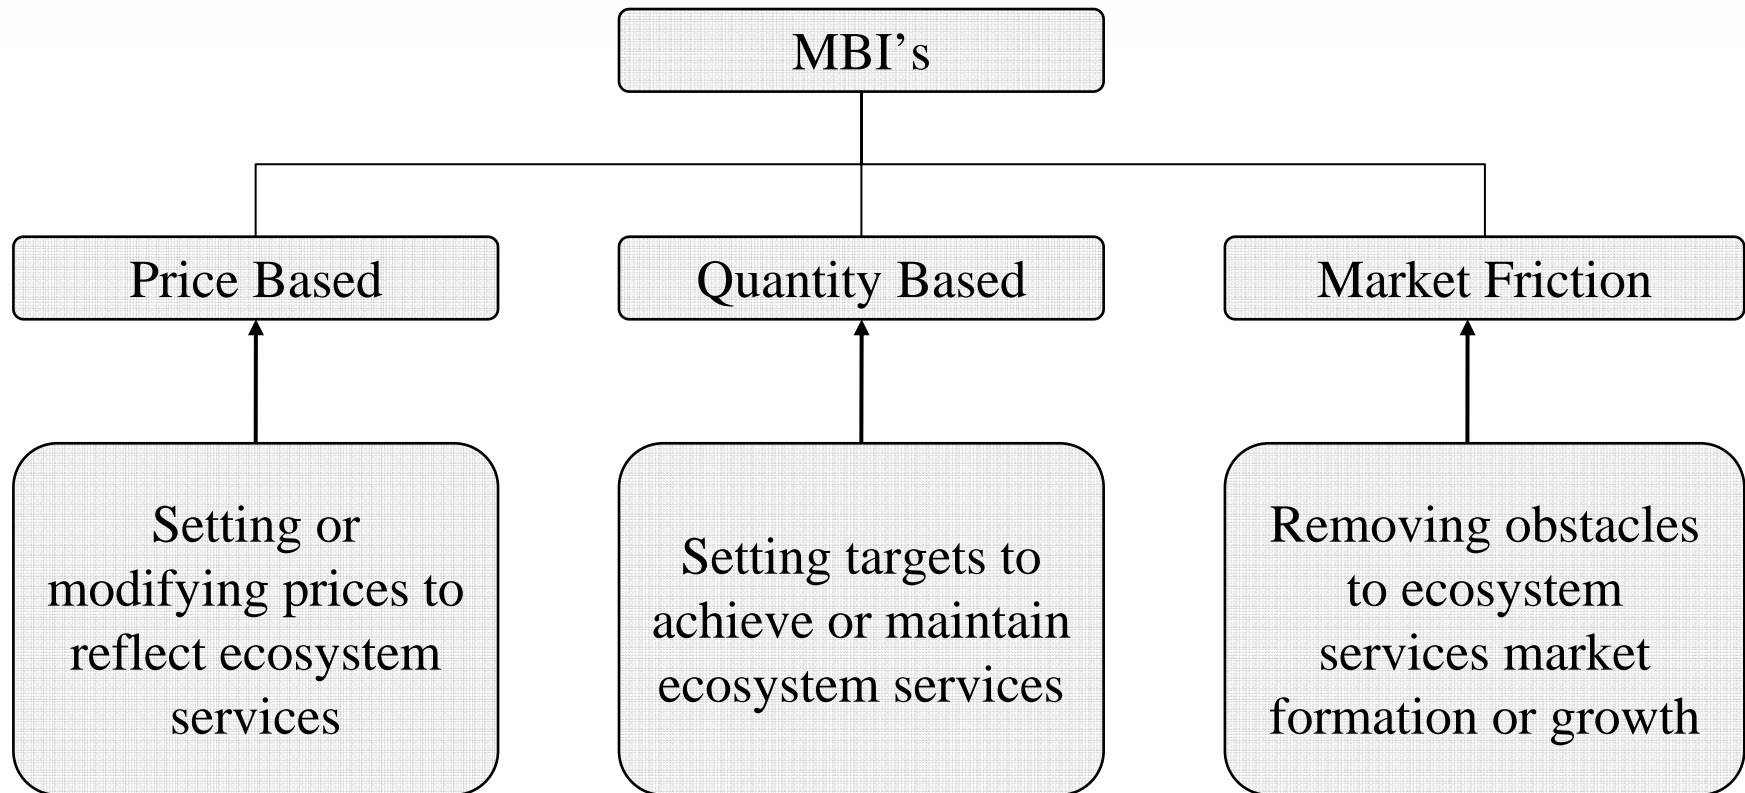 MBI’s
Price Based
Quantity Based
Market Friction
Setting or
modifying prices to
reflect ecosystem
services
Setting targets to
achieve or maintain
ecosystem services
Removing obstacles
to ecosystem
services market
formation or growth